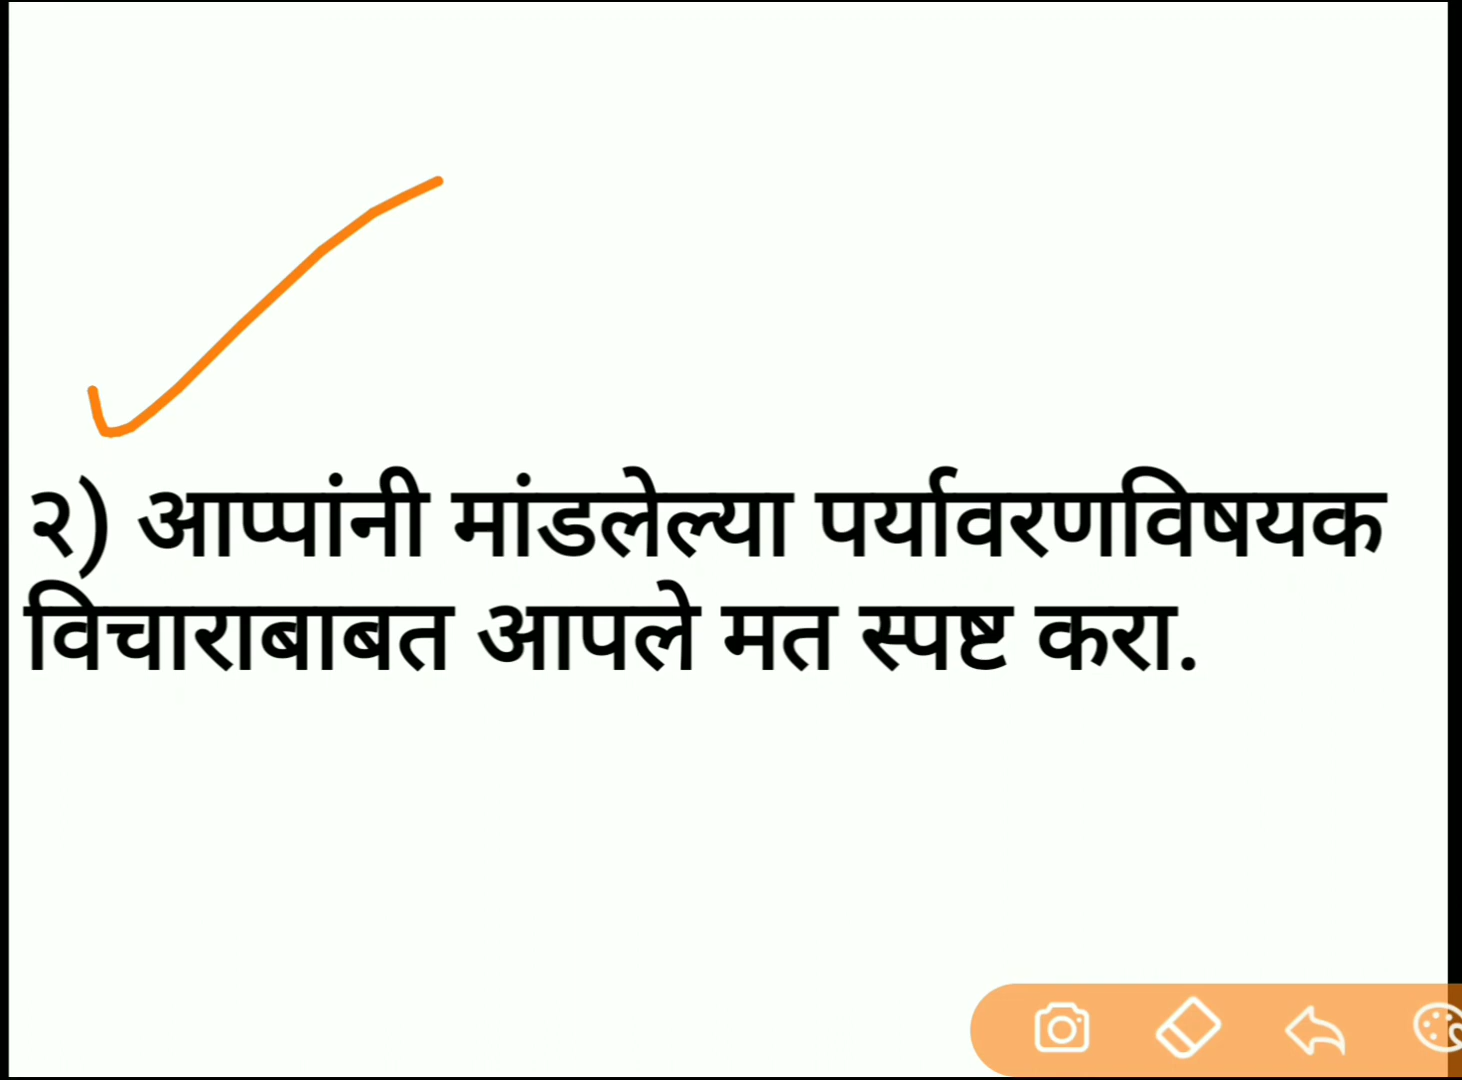 २) आप्पांनी मांडलेल्या पर्यावरणविषयक
विचाराबाबत आपले मत स्पष्ट करा.